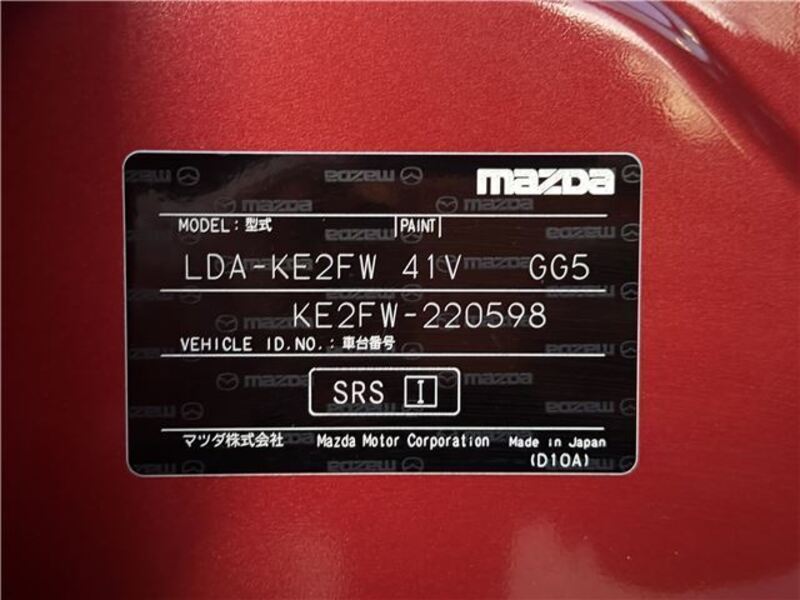 mazda
MODEL：型式 PAINT
LDA-KE2FW 41V GG5
KE2FW-220598
VEHICLE ID.NO.：車台番号
SRS I
マツダ株式会社 Mazda Motor Corporation Made in Japan
(D10A)